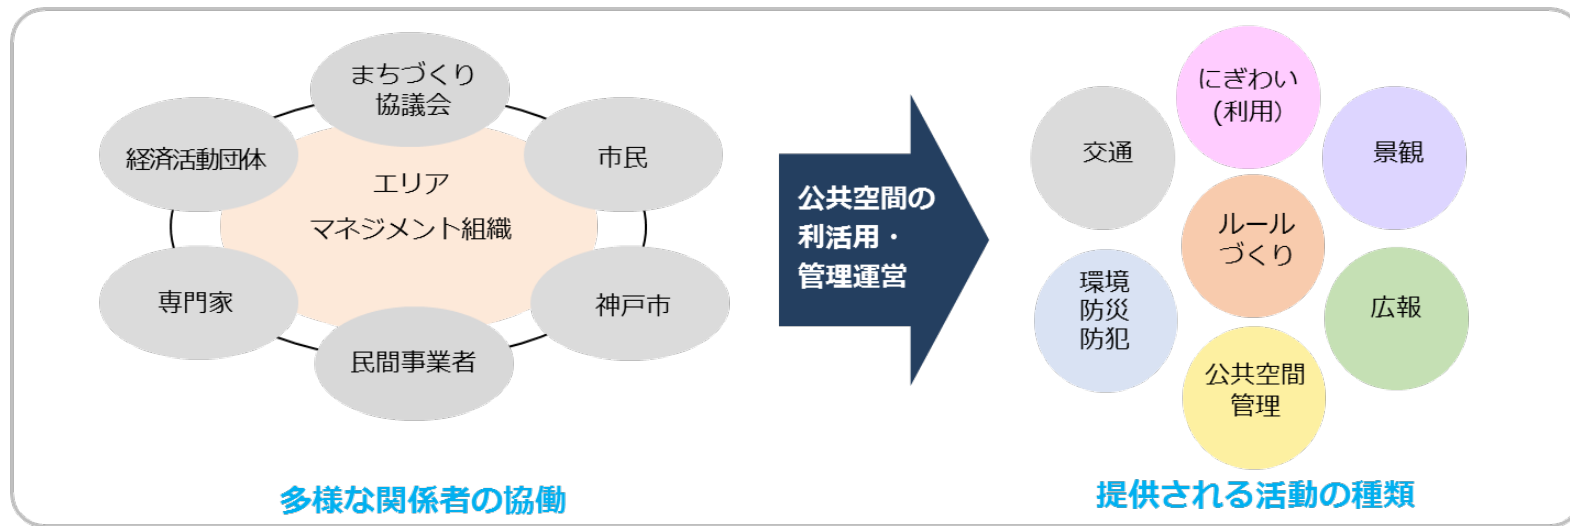 まちづくり
協議会
経済活動団体
市民
エリア
マネジメント組織
専門家
神戸市
民間事業者
多様な関係者の協働
公共空間の
利活用・
管理運営
にぎわい
(利用)
交通
景観
ルール
づくり
環境
防災
防犯
広報
公共空間
管理
提供される活動の種類